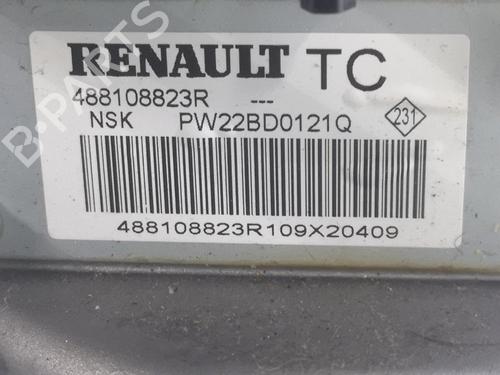 B-PARTS
RENAULT TC
488108823R ---
NSK PW22BD0121Q 231
488108823R109X20409